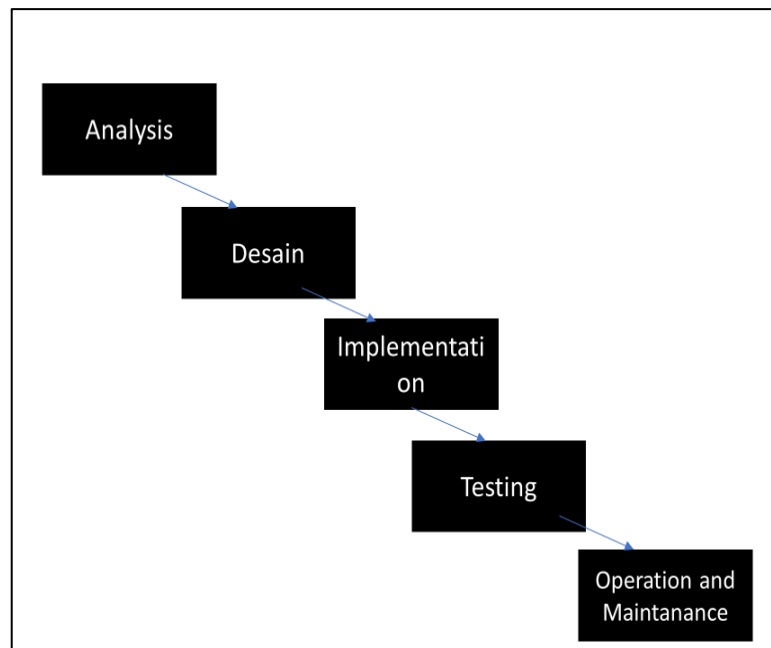 Analysis
Desain
Implementati
on
Testing
Operation and
Maintanance